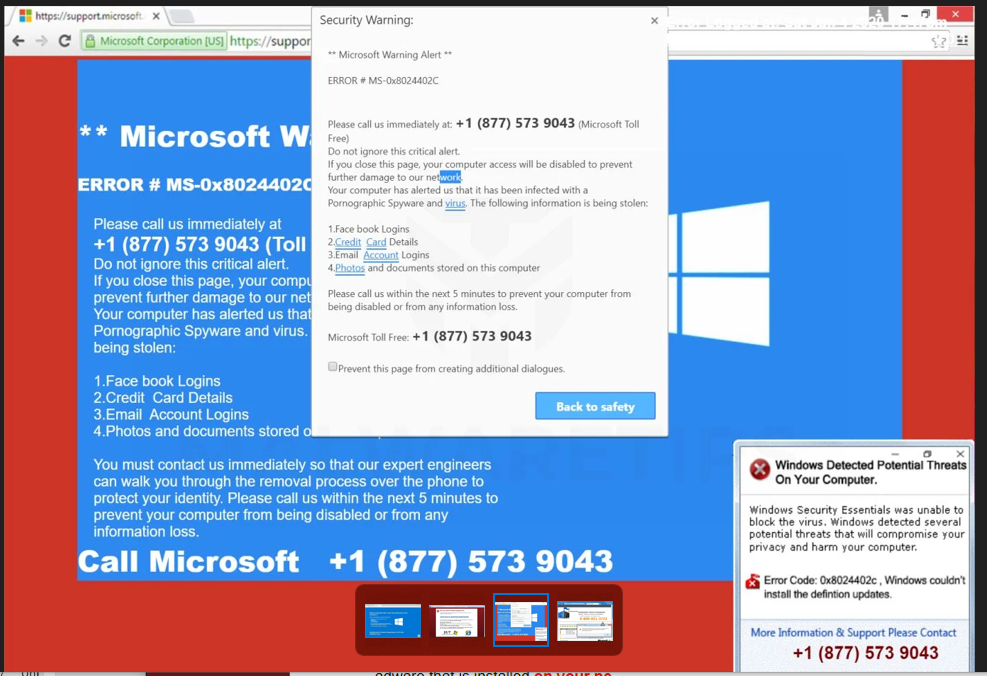 https://support.microsoft.
Microsoft Corporation [US] https://suppor
Security Warning:
** Microsoft Warning Alert **
ERROR # MS-0x8024402C
Please call us immediately at: +1 (877) 573 9043 (Microsoft Toll
Free)
Do not ignore this critical alert.
If you close this page, your computer access will be disabled to prevent
further damage to our network.
Your computer has alerted us that it has been infected with a
Pornographic Spyware and virus. The following information is being stolen:
1.Face book Logins
2.Credit Card Details
3.Email Account Logins
4.Photos and documents stored on this computer
Please call us within the next 5 minutes to prevent your computer from
being disabled or from any information loss.
Microsoft Toll Free: +1 (877) 573 9043
Prevent this page from creating additional dialogues.
Back to safety
** Microsoft W
ERROR # MS-0x8024402C
Please call us immediately at
+1 (877) 573 9043 (Toll
Do not ignore this critical alert.
If you close this page, your compu
prevent further damage to our net
Your computer has alerted us that
Pornographic Spyware and virus.
being stolen:
1.Face book Logins
2.Credit Card Details
3.Email Account Logins
4.Photos and documents stored o
You must contact us immediately so that our expert engineers
can walk you through the removal process over the phone to
protect your identity. Please call us within the next 5 minutes to
prevent your computer from being disabled or from any
information loss.
Call Microsoft +1 (877) 573 9043
MALWARETIPS
Windows Detected Potential Threats
On Your Computer.
Windows Security Essentials was unable to
block the virus. Windows detected several
potential threats that will compromise your
privacy and harm your computer.
Error Code: 0x8024402c , Windows couldn't
install the defintion updates.
More Information & Support Please Contact
+1 (877) 573 9043
adware that is installed on your pc